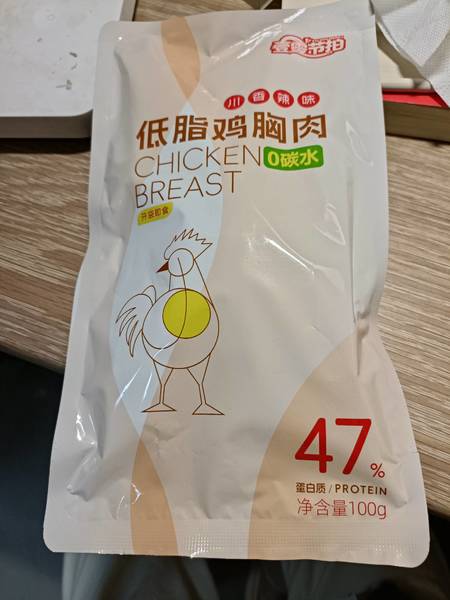 川香辣味
低脂鸡胸肉
CHICKEN
0碳水
BREAST
开袋即食
47%
蛋白质/PROTEIN
净含量100g